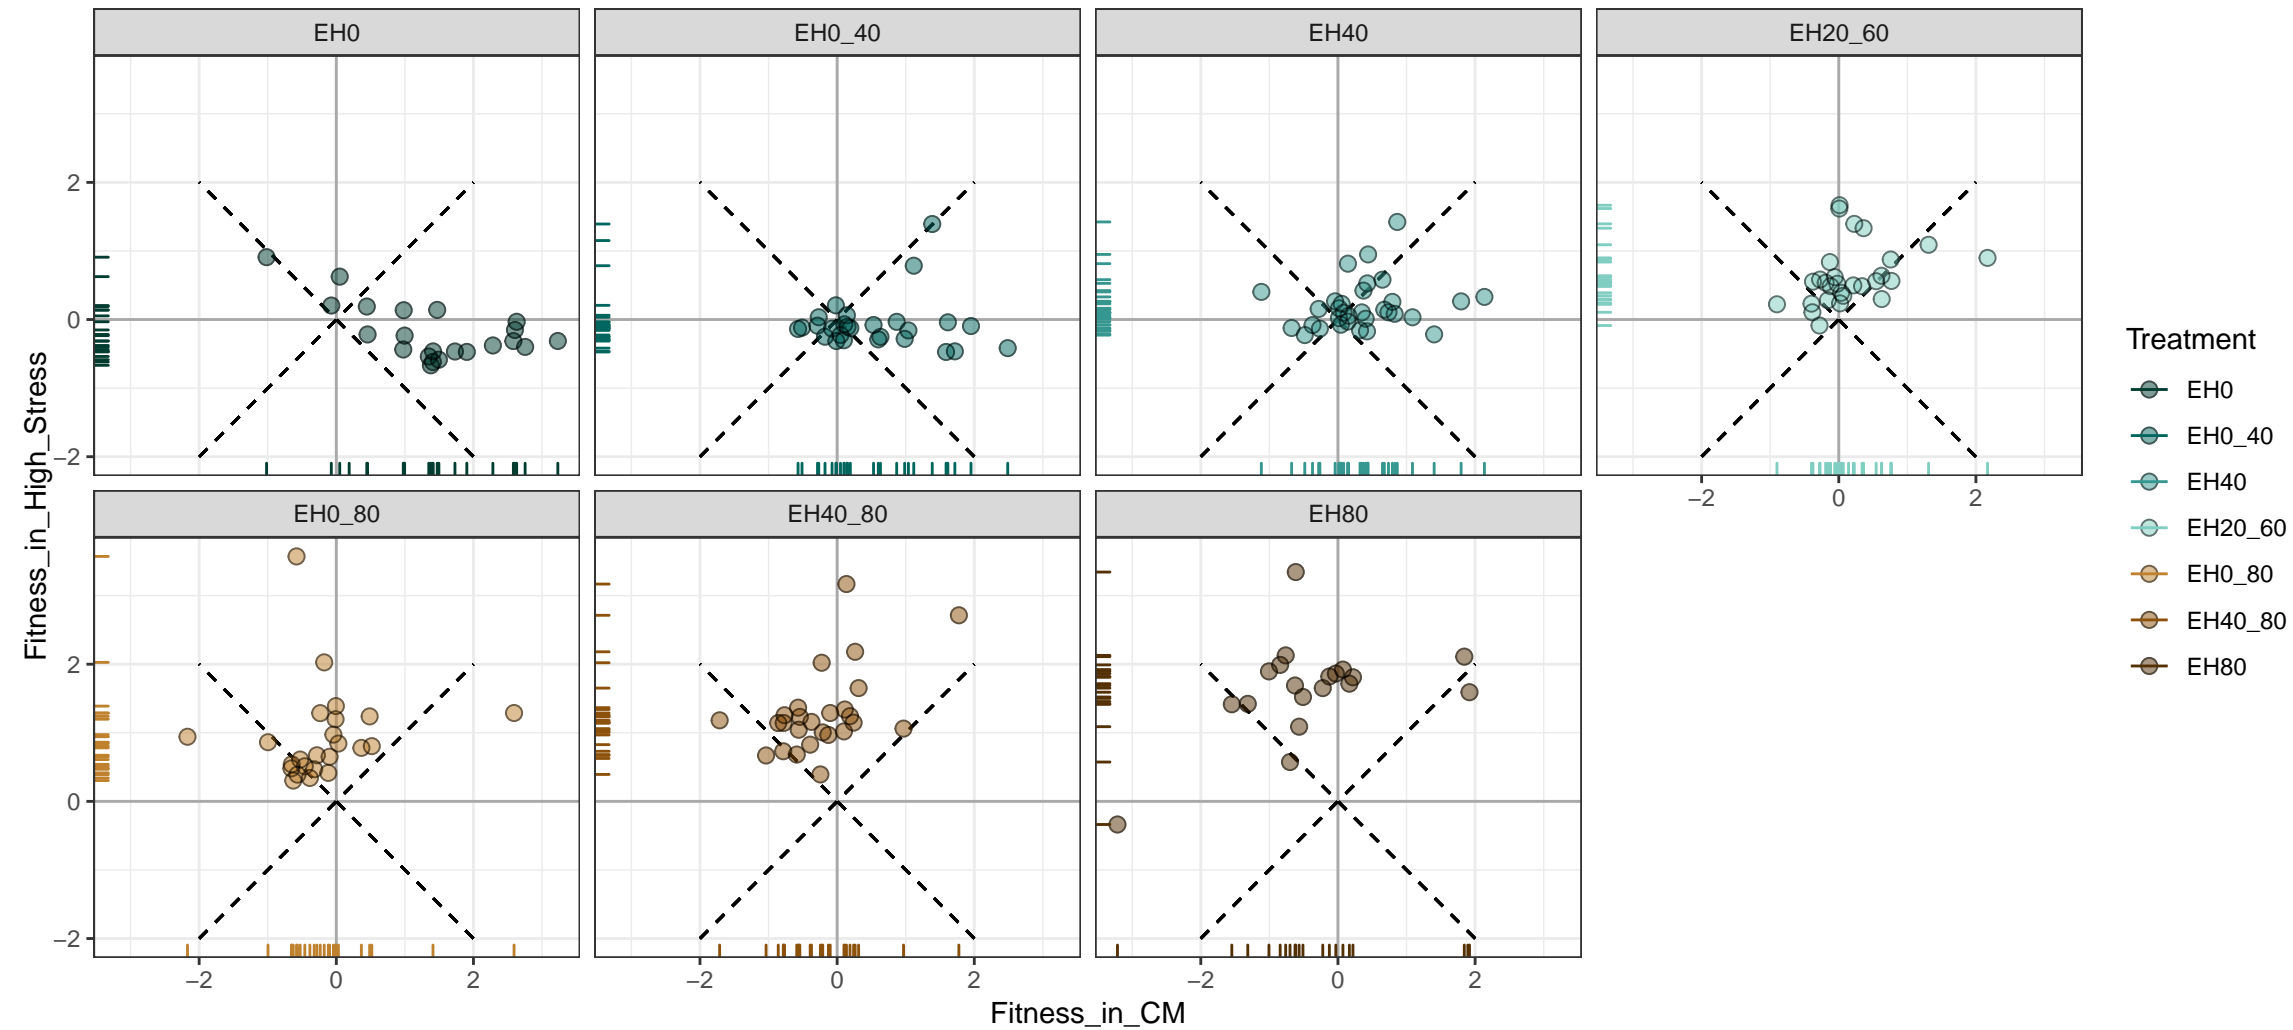 EH0 EH0_40 EH40 EH20_60
2
0
−2
−2 0 2
Fitness_in_High_Stress
EH0_80 EH40_80 EH80
2
0
−2
−2 0 2 −2 0 2 −2 0 2
Fitness_in_CM
Treatment
EH0
EH0_40
EH40
EH20_60
EH0_80
EH40_80
EH80